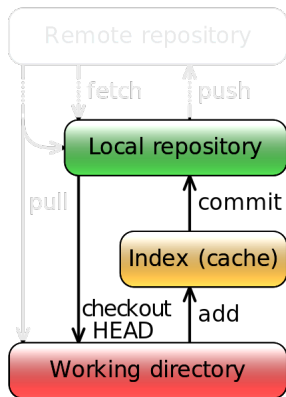 Remote repository
fetch
push
Local repository
pull
commit
Index (cache)
checkout
HEAD
add
Working directory